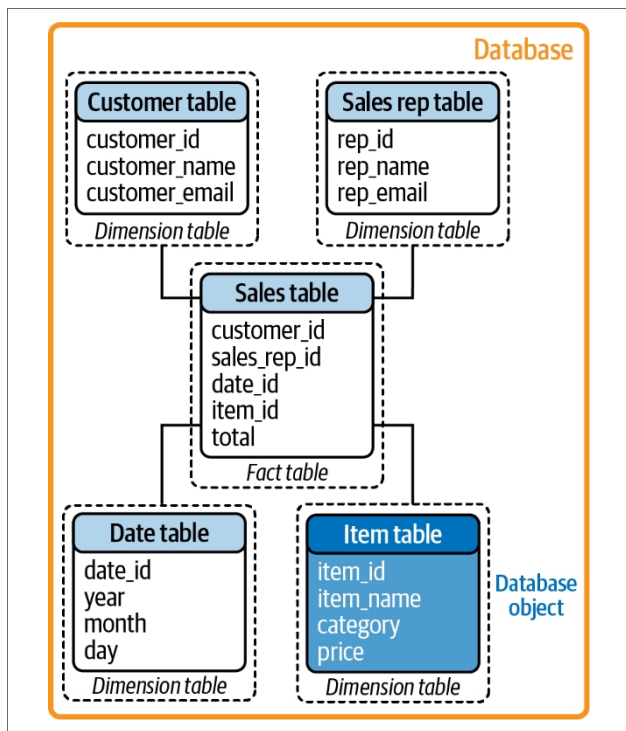 Database
Customer table
customer_id
customer_name
customer_email
Dimension table
Sales rep table
rep_id
rep_name
rep_email
Dimension table
Sales table
customer_id
sales_rep_id
date_id
item_id
total
Fact table
Date table
date_id
year
month
day
Dimension table
Item table
item_id
item_name
category
price
Dimension table
Database
object